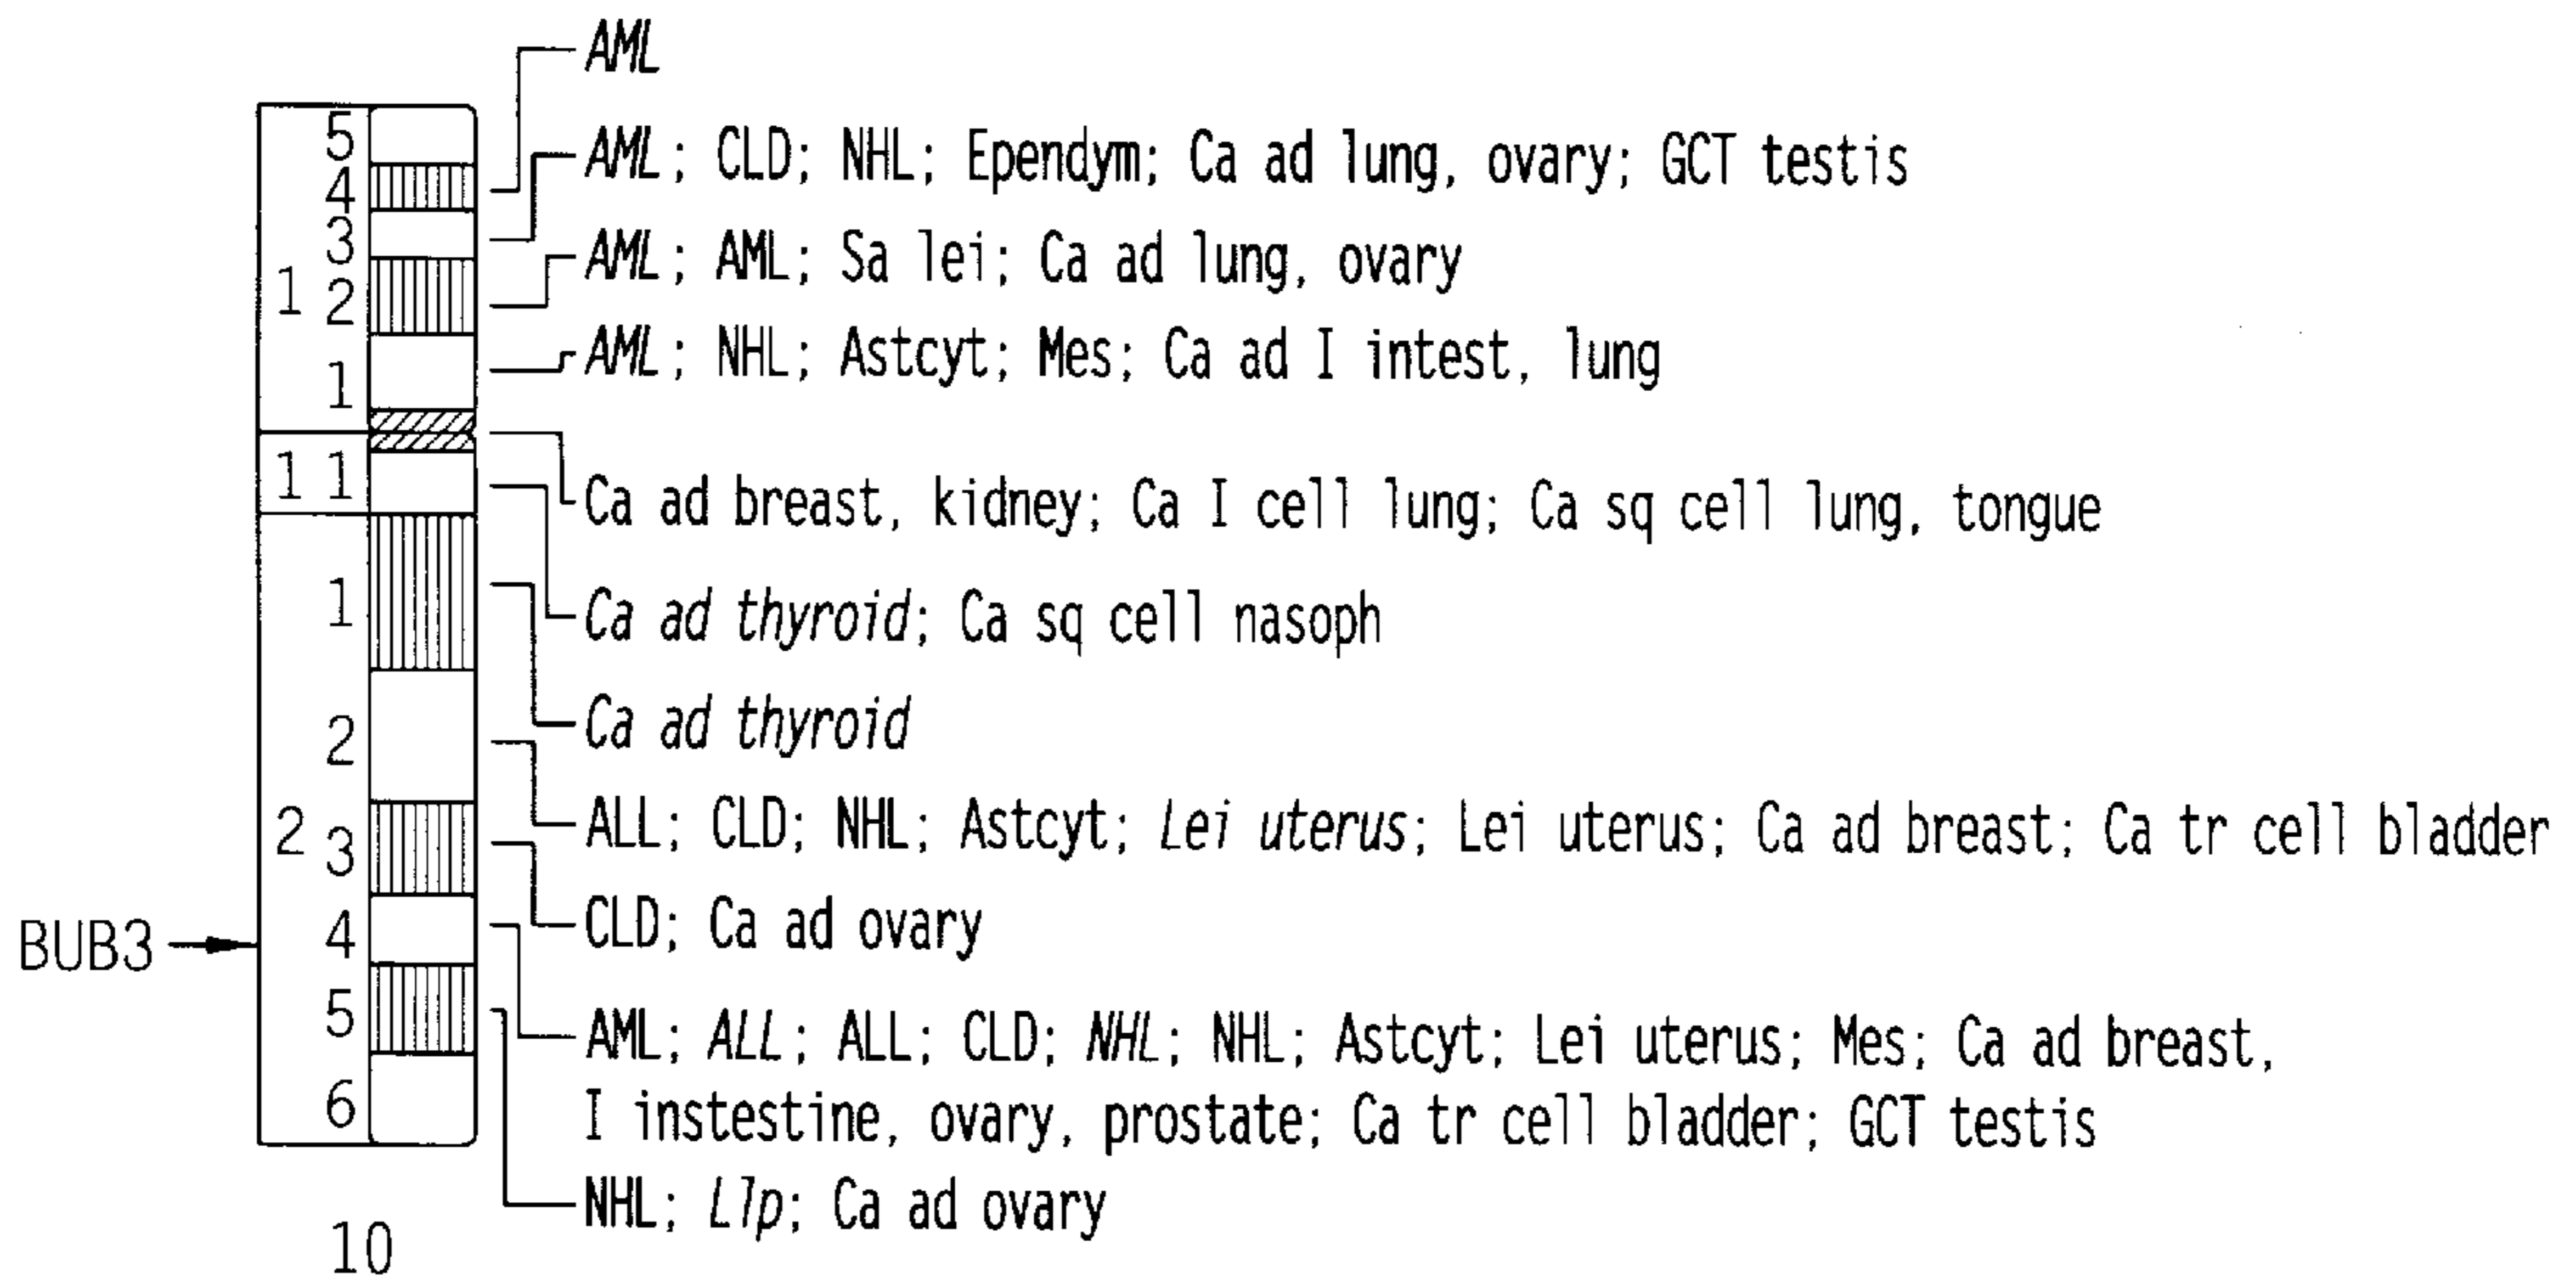 AML
5
AML; CLD; NHL; Ependym; Ca ad lung, ovary; GCT testis
4
3
AML; AML; Sa lei; Ca ad lung, ovary
1 2
AML; NHL; Astcyt; Mes; Ca ad I intest, lung
1
1 1
Ca ad breast, kidney; Ca I cell lung; Ca sq cell lung, tongue
1
Ca ad thyroid; Ca sq cell nasoph
Ca ad thyroid
2
ALL; CLD; NHL; Astcyt; Lei uterus; Lei uterus; Ca ad breast; Ca tr cell bladder
2 3
CLD; Ca ad ovary
BUB3 4
5
AML; ALL; ALL; CLD; NHL; NHL; Astcyt; Lei uterus; Mes; Ca ad breast,
6
I instestine, ovary, prostate; Ca tr cell bladder; GCT testis
NHL; Llp; Ca ad ovary
10